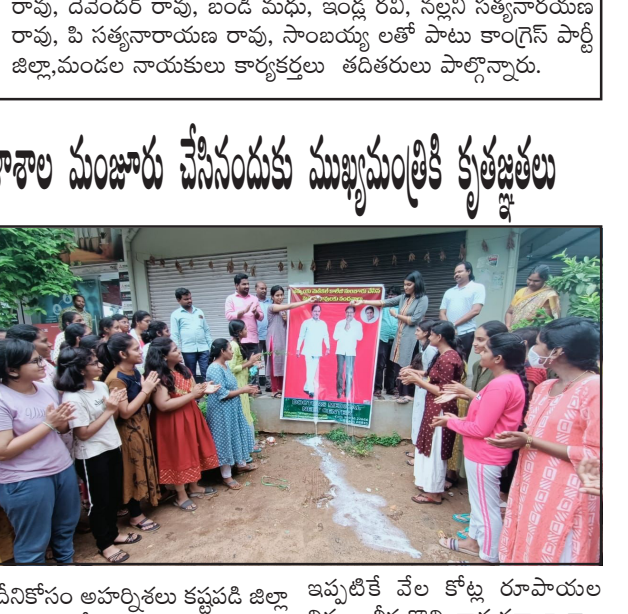 రావు, దేవేందర్ రావు, బండి మధు, ఇండ్ల రవి, నల్లని సత్యనారయణ
రావు, పి సత్యనారాయణ రావు, సాంబయ్య లతో పాటు కాంగ్రెస్ పార్టీ
జిల్లా,మండల నాయకులు కార్యకర్తలు తదితరులు పాల్గొన్నారు.
మంజూరు చేసినందుకు ముఖ్యమంత్రికి కృతజ్ఞతలు
దీనికోసం అహర్నిశలు కష్టపడి జిల్లా
ఇప్పటికే వేల కోట్ల రూపాయల